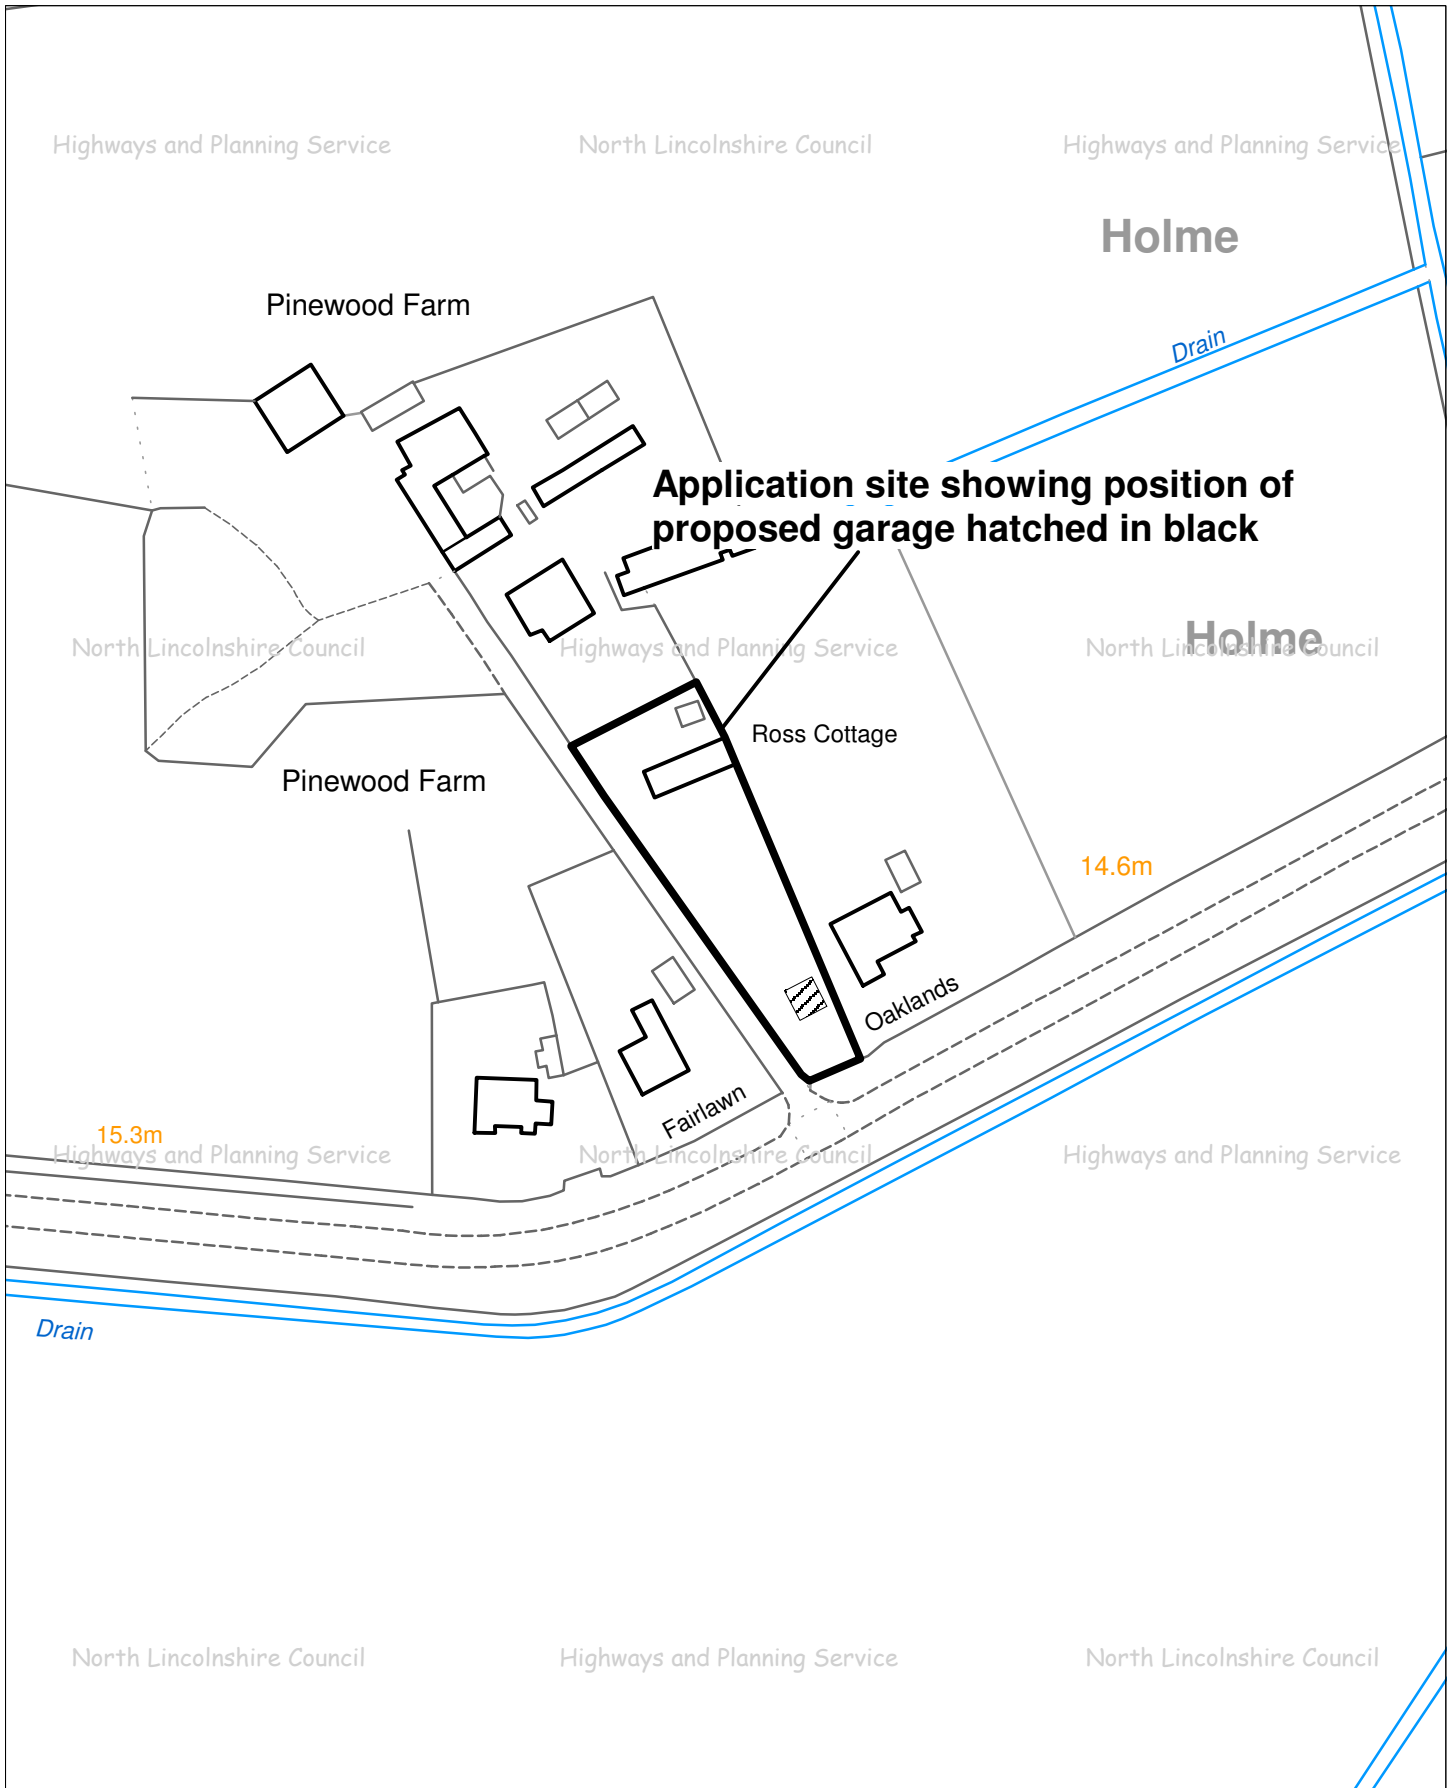 Highways and Planning Service
North Lincolnshire Council
Highways and Planning Service
Holme
Pinewood Farm
Drain
Application site showing position of
proposed garage hatched in black
Holme
North Lincolnshire Council
Highways and Planning Service
North Lincolnshire Council
Ross Cottage
Pinewood Farm
14.6m
Oaklands
Fairlawn
15.3m
Highways and Planning Service
North Lincolnshire Council
Highways and Planning Service
Drain
North Lincolnshire Council
Highways and Planning Service
North Lincolnshire Council